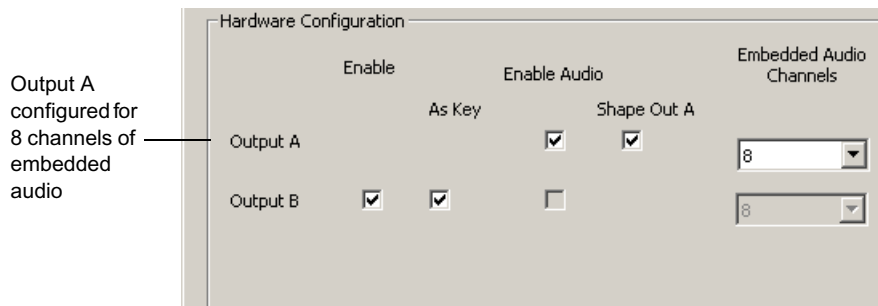 Hardware Configuration
Enable
Enable Audio
Embedded Audio
Channels
As Key
Shape Out A
Output A
configured for
8 channels of
embedded
audio
Output A
8
Output B
8